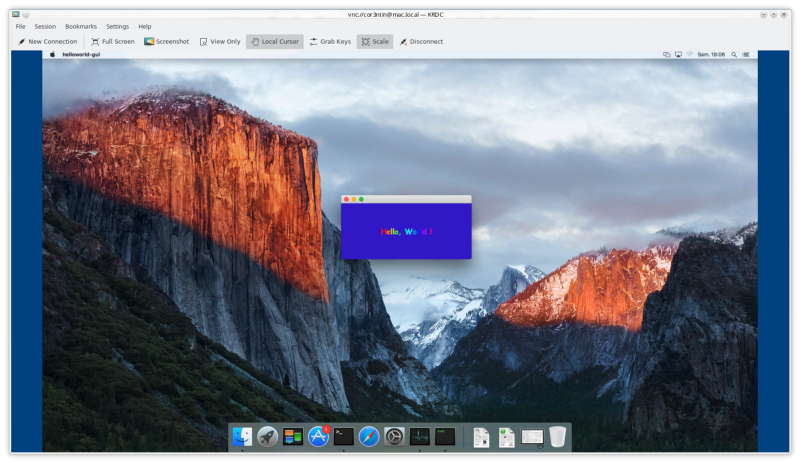 vnc://cor3ntin@mac.local — KRDC
File Session Bookmarks Settings Help
New Connection Full Screen Screenshot View Only Local Cursor Grab Keys Scale Disconnect
helloworld-gui Sam. 18:06
Hello, Wo d !
1